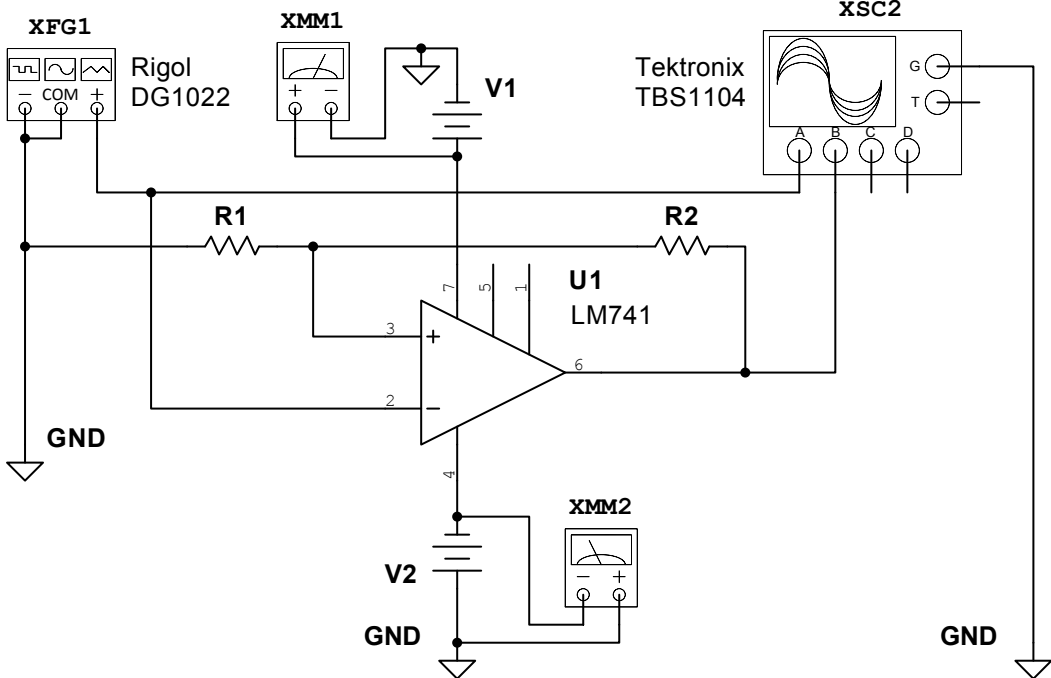 XFG1
XMM1
XSC2
Rigol
DG1022
Tektronix
TBS1104
V1
G
T
− COM +
+ −
A B C D
R1
R2
7
5
1
U1
LM741
3
+
6
2
−
GND
4
XMM2
V2
− +
GND
GND